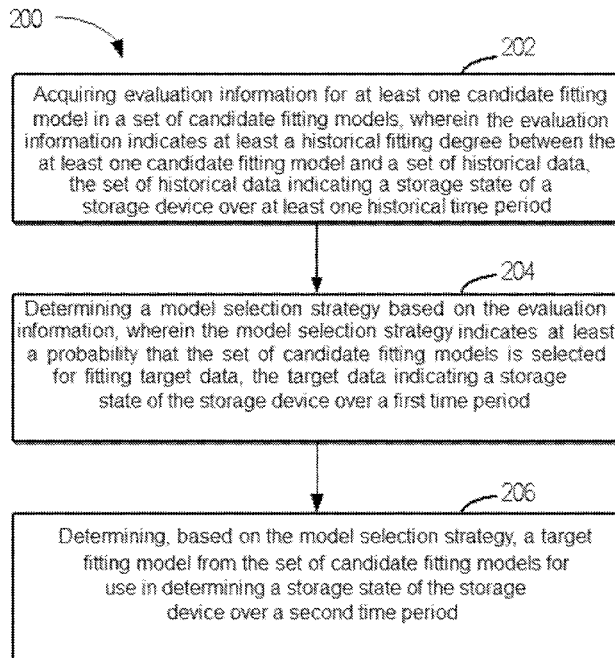 200
202
Acquiring evaluation information for at least one candidate fitting
model in a set of candidate fitting models, wherein the evaluation
information indicates at least a historical fitting degree between the
at least one candidate fitting model and a set of historical data,
the set of historical data indicating a storage state of a
storage device over at least one historical time period
204
Determining a model selection strategy based on the evaluation
information, wherein the model selection strategy indicates at least
a probability that the set of candidate fitting models is selected
for fitting target data, the target data indicating a storage
state of the storage device over a first time period
206
Determining, based on the model selection strategy, a target
fitting model from the set of candidate fitting models for
use in determining a storage state of the storage
device over a second time period